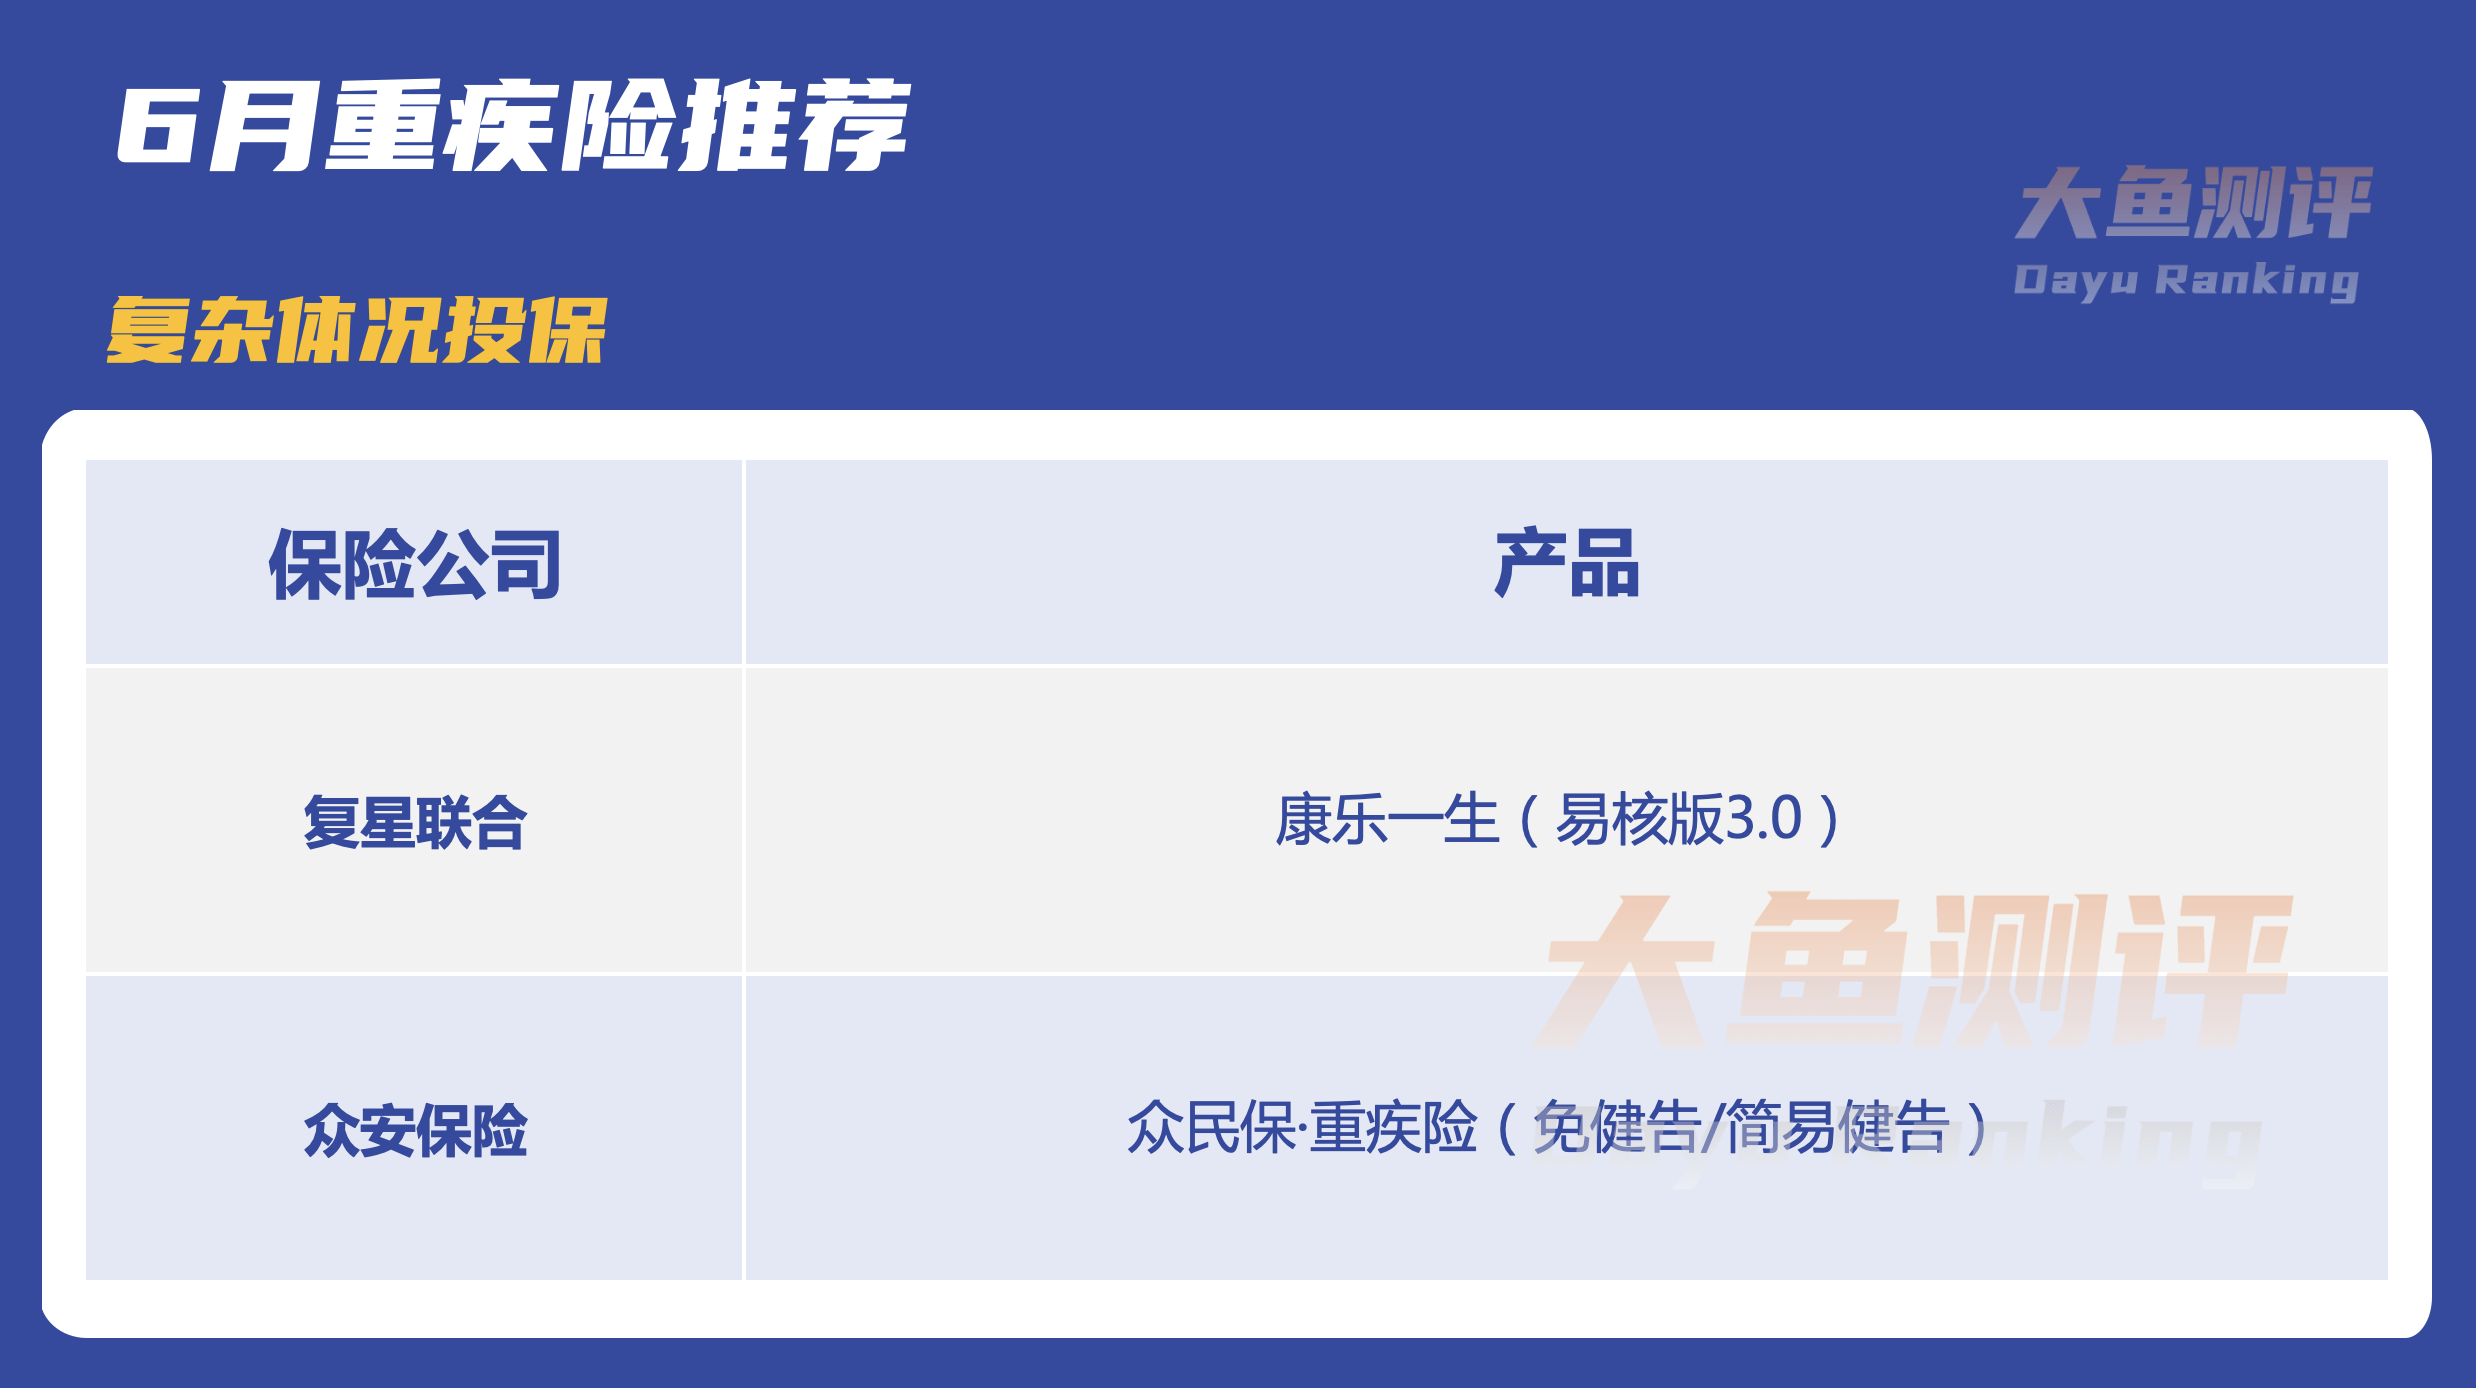 6月重疾险推荐
大鱼测评
Dayu Ranking
复杂体况投保
保险公司 产品
复星联合 康乐一生（易核版3.0）
大鱼测评
众安保险 众民保·重疾险（免健告/简易健告）
Dayu Ranking